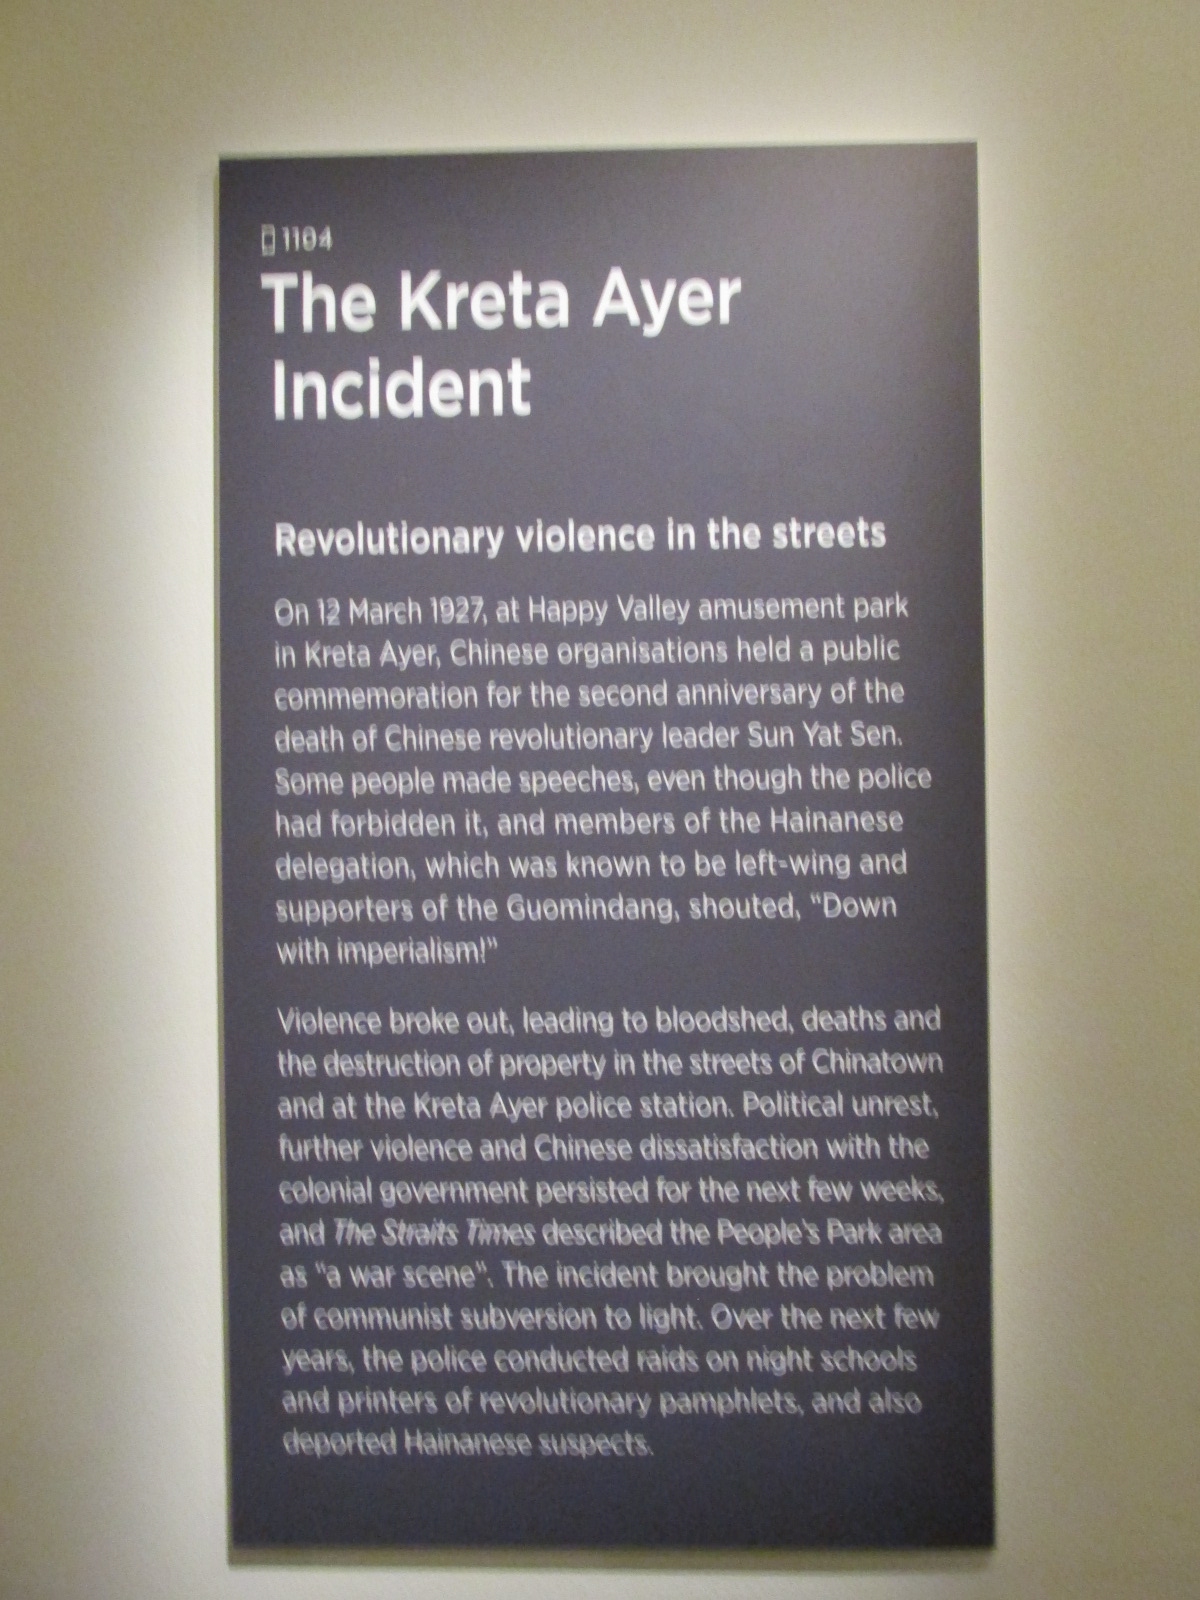 1104
The Kreta Ayer
Incident
Revolutionary violence in the streets
On 12 March 1927, at Happy Valley amusement park
in Kreta Ayer, Chinese organisations held a public
commemoration for the second anniversary of the
death of Chinese revolutionary leader Sun Yat Sen.
Some people made speeches, even though the police
had forbidden it, and members of the Hainanese
delegation, which was known to be left-wing and
supporters of the Guomindang, shouted, “Down
with imperialism!”
Violence broke out, leading to bloodshed, deaths and
the destruction of property in the streets of Chinatown
and at the Kreta Ayer police station. Political unrest,
further violence and Chinese dissatisfaction with the
colonial government persisted for the next few weeks,
and The Straits Times described the People's Park area
as “a war scene”. The incident brought the problem
of communist subversion to light. Over the next few
years, the police conducted raids on night schools
and printers of revolutionary pamphlets, and also
deported Hainanese suspects.